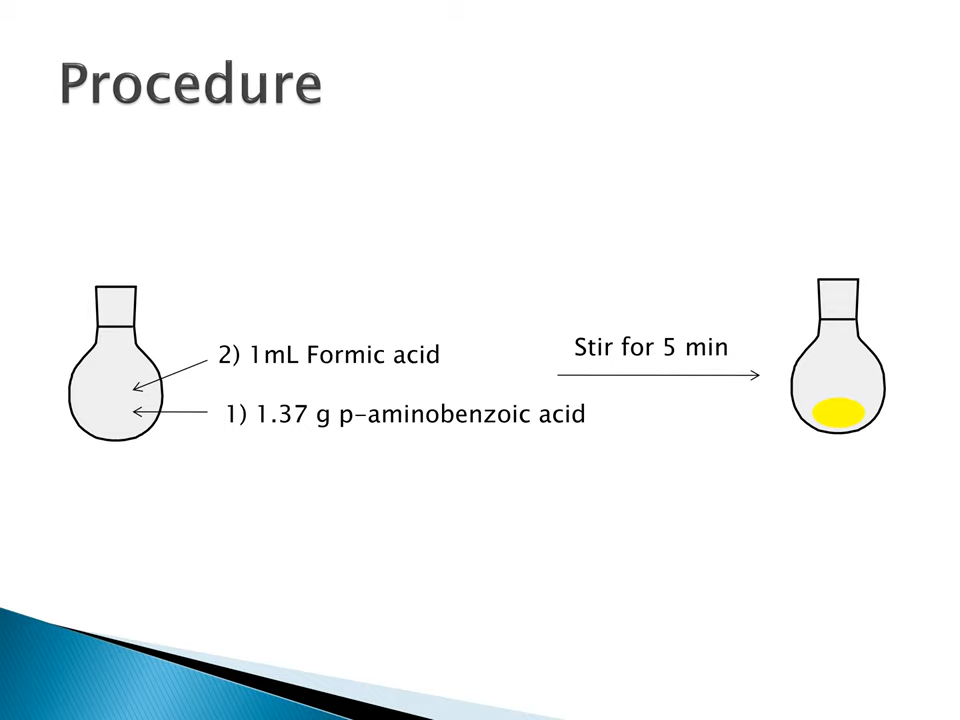 Procedure
2) 1mL Formic acid
1) 1.37 g p-aminobenzoic acid
Stir for 5 min